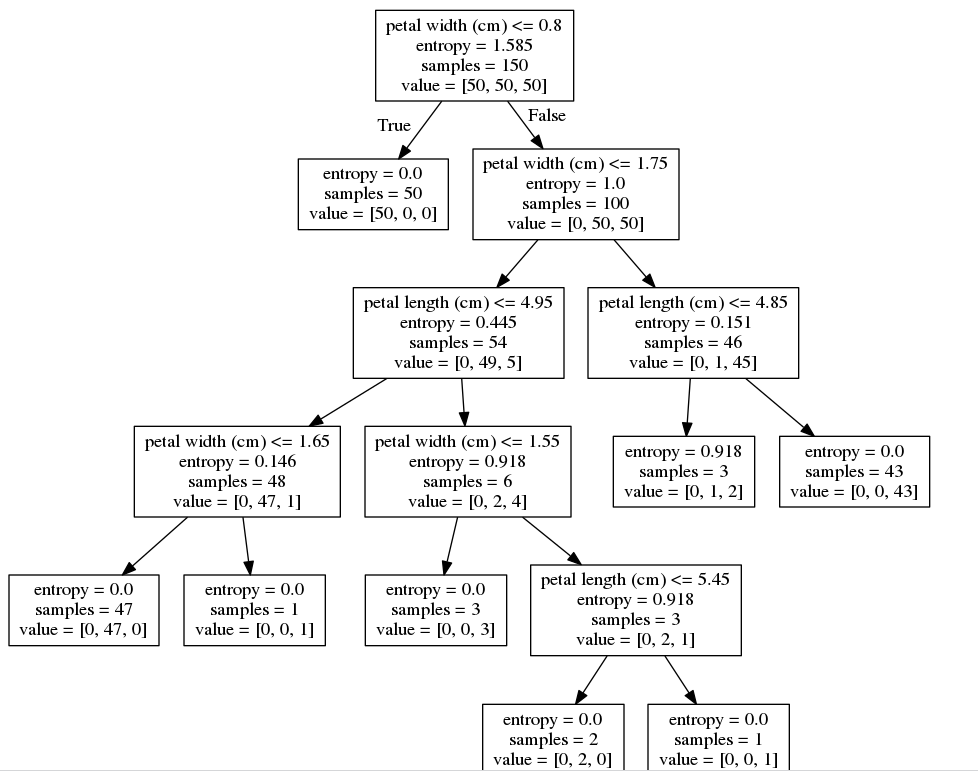 petal width (cm) <= 0.8
entropy = 1.585
samples = 150
value = [50, 50, 50]
True
False
entropy = 0.0
samples = 50
value = [50, 0, 0]
petal width (cm) <= 1.75
entropy = 1.0
samples = 100
value = [0, 50, 50]
petal length (cm) <= 4.95
entropy = 0.445
samples = 54
value = [0, 49, 5]
petal length (cm) <= 4.85
entropy = 0.151
samples = 46
value = [0, 1, 45]
petal width (cm) <= 1.65
entropy = 0.146
samples = 48
value = [0, 47, 1]
petal width (cm) <= 1.55
entropy = 0.918
samples = 6
value = [0, 2, 4]
entropy = 0.918
samples = 3
value = [0, 1, 2]
entropy = 0.0
samples = 43
value = [0, 0, 43]
entropy = 0.0
samples = 47
value = [0, 47, 0]
entropy = 0.0
samples = 1
value = [0, 0, 1]
entropy = 0.0
samples = 3
value = [0, 0, 3]
petal length (cm) <= 5.45
entropy = 0.918
samples = 3
value = [0, 2, 1]
entropy = 0.0
samples = 2
value = [0, 2, 0]
entropy = 0.0
samples = 1
value = [0, 0, 1]